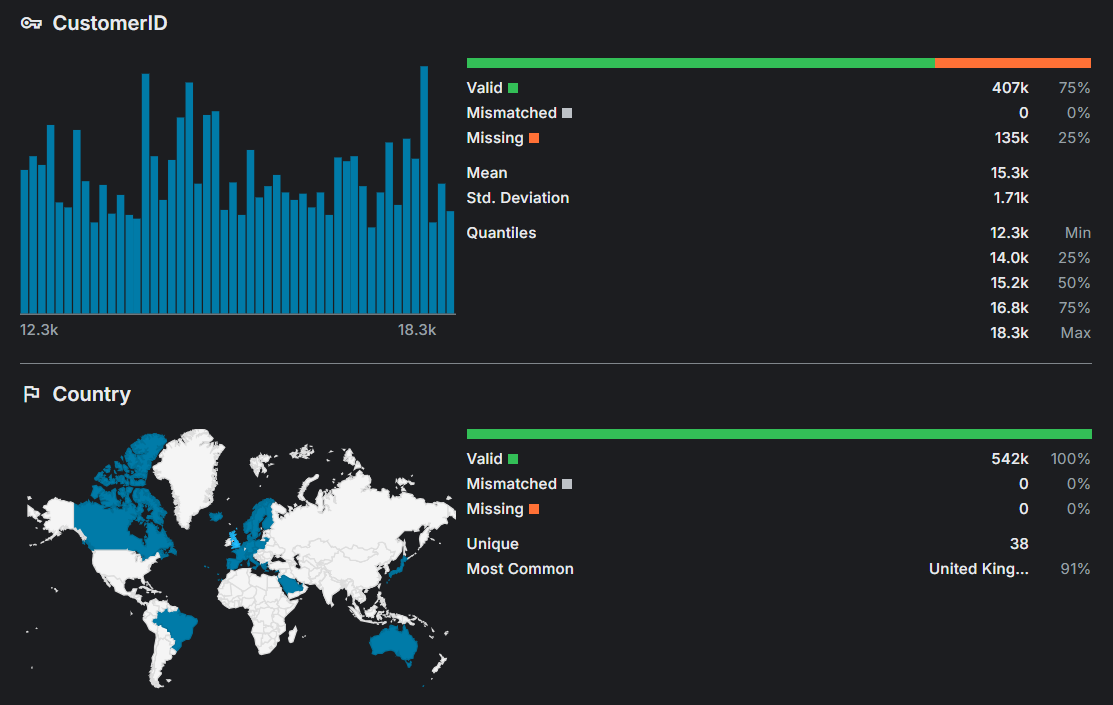 CustomerID
Valid 407k 75%
Mismatched 0 0%
Missing 135k 25%
Mean 15.3k
Std. Deviation 1.71k
Quantiles 12.3k Min
14.0k 25%
15.2k 50%
16.8k 75%
18.3k Max
12.3k 18.3k
Country
Valid 542k 100%
Mismatched 0 0%
Missing 0 0%
Unique 38
Most Common United King... 91%